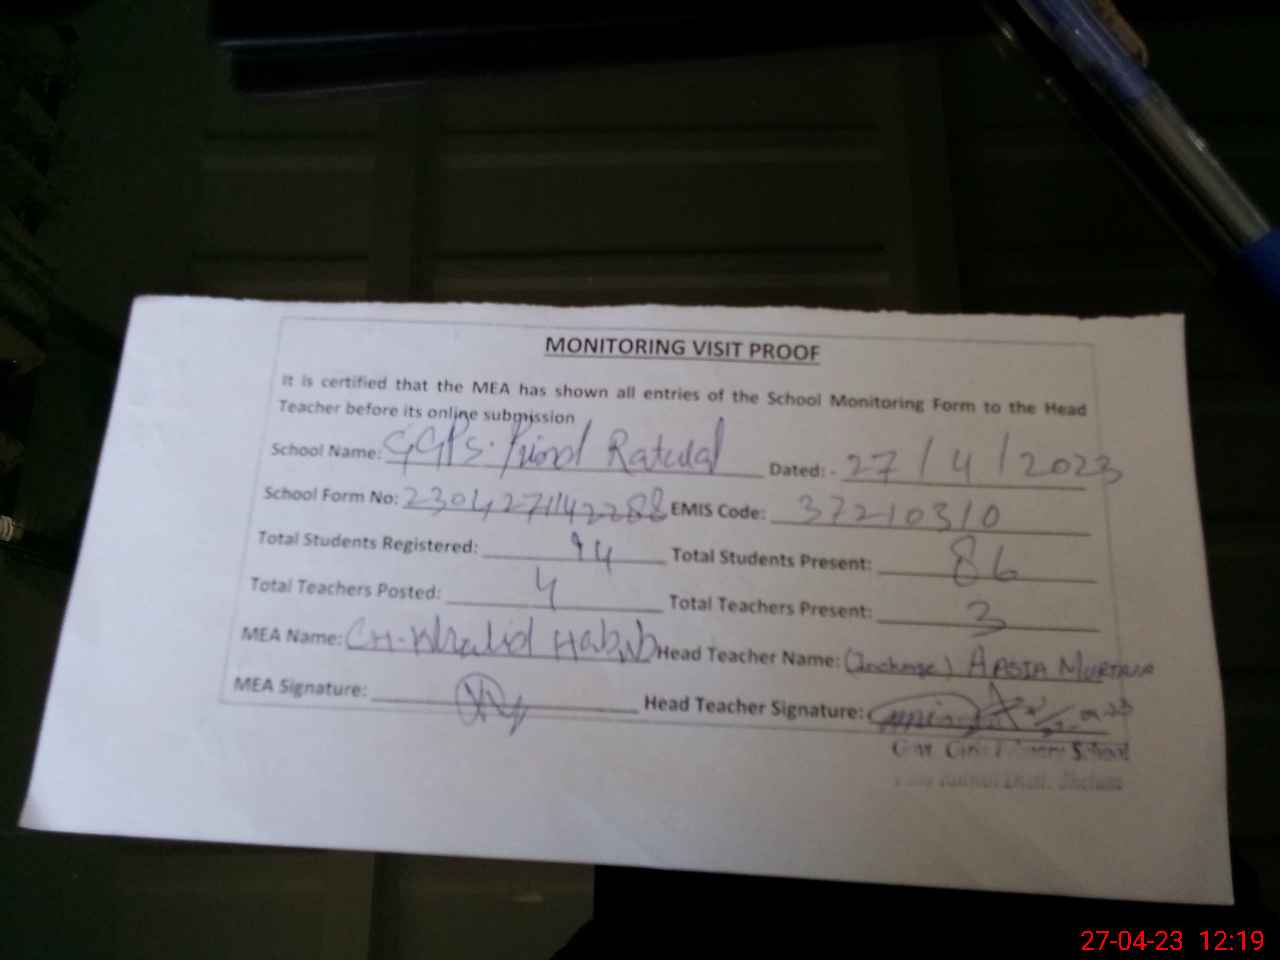 MONITORING VISIT PROOF
It is certified that the MEA has shown all entries of the School Monitoring Form to the Head
Teacher before its online submission
School Name: GGPS. Pind Ratwal Dated: - 27/4/2023
School Form No: 230427142288 EMIS Code: 37210310
Total Students Registered: 94 Total Students Present: 86
Total Teachers Posted: 4 Total Teachers Present: 3
MEA Name: CH-Khalid Habib Head Teacher Name: (Incharge) AASIA MURTAZA
MEA Signature: Head Teacher Signature:
School
27-04-23 12:19